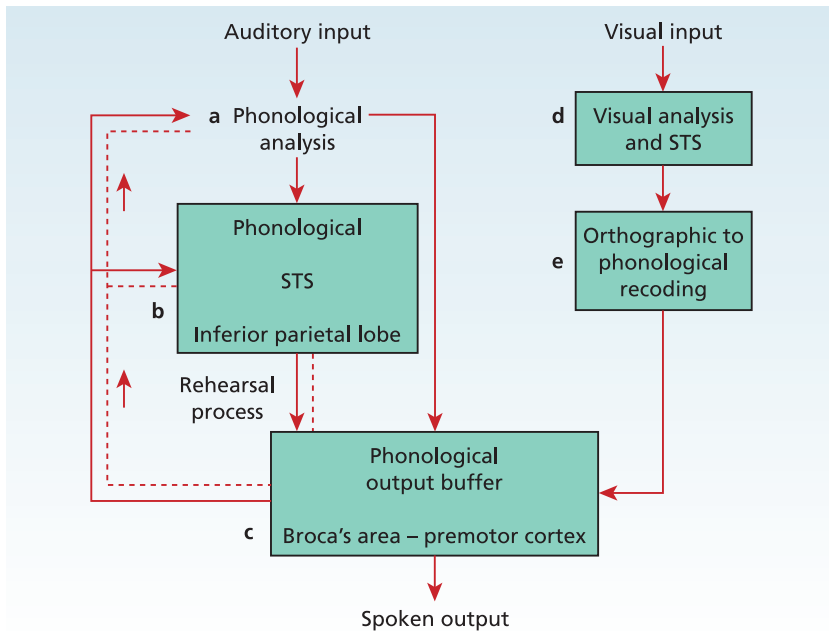 Auditory input
Visual input
a Phonological
analysis
d Visual analysis
and STS
Phonological
STS
b
Inferior parietal lobe
e Orthographic to
phonological
recoding
Rehearsal
process
Phonological
output buffer
c Broca’s area – premotor cortex
Spoken output